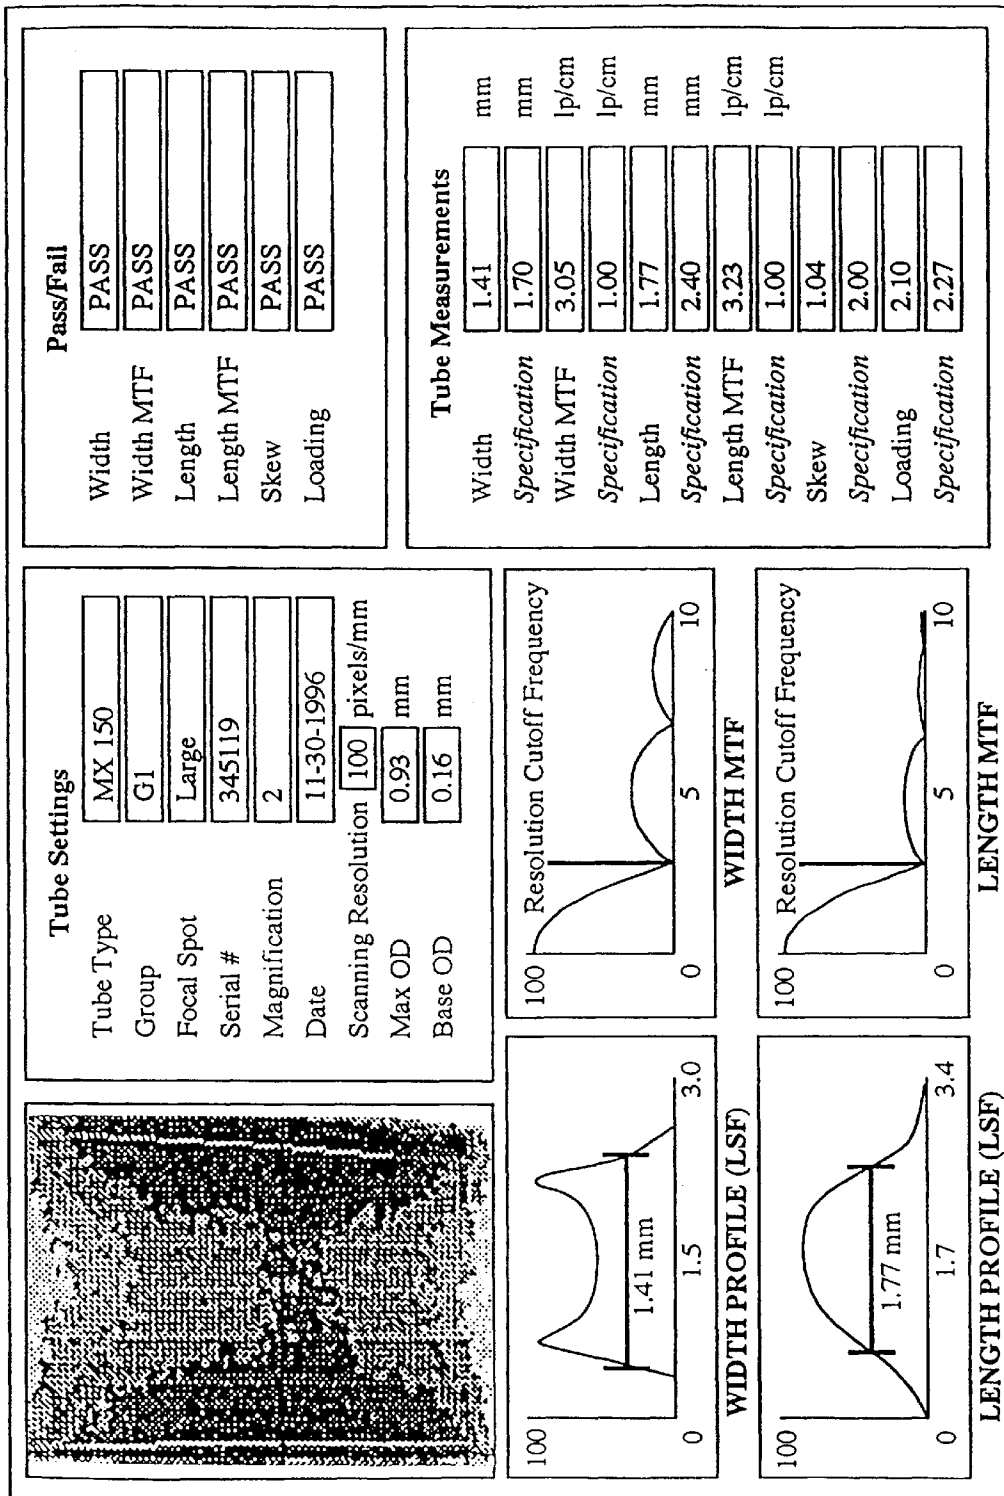 Tube Settings
Tube Type MX 150
Group G1
Focal Spot Large
Serial # 345119
Magnification 2
Date 11-30-1996
Scanning Resolution 100 pixels/mm
Max OD 0.93 mm
Base OD 0.16 mm
Pass/Fail
Width PASS
Width MTF PASS
Length PASS
Length MTF PASS
Skew PASS
Loading PASS
100
1.41 mm
0 1.5 3.0
WIDTH PROFILE (LSF)
100
Resolution Cutoff Frequency
0 5 10
WIDTH MTF
100
1.77 mm
0 1.7 3.4
LENGTH PROFILE (LSF)
100
Resolution Cutoff Frequency
0 5 10
LENGTH MTF
Tube Measurements
Width 1.41 mm
Specification 1.70 mm
Width MTF 3.05 lp/cm
Specification 1.00 lp/cm
Length 1.77 mm
Specification 2.40 mm
Length MTF 3.23 lp/cm
Specification 1.00 lp/cm
Skew 1.04
Specification 2.00
Loading 2.10
Specification 2.27